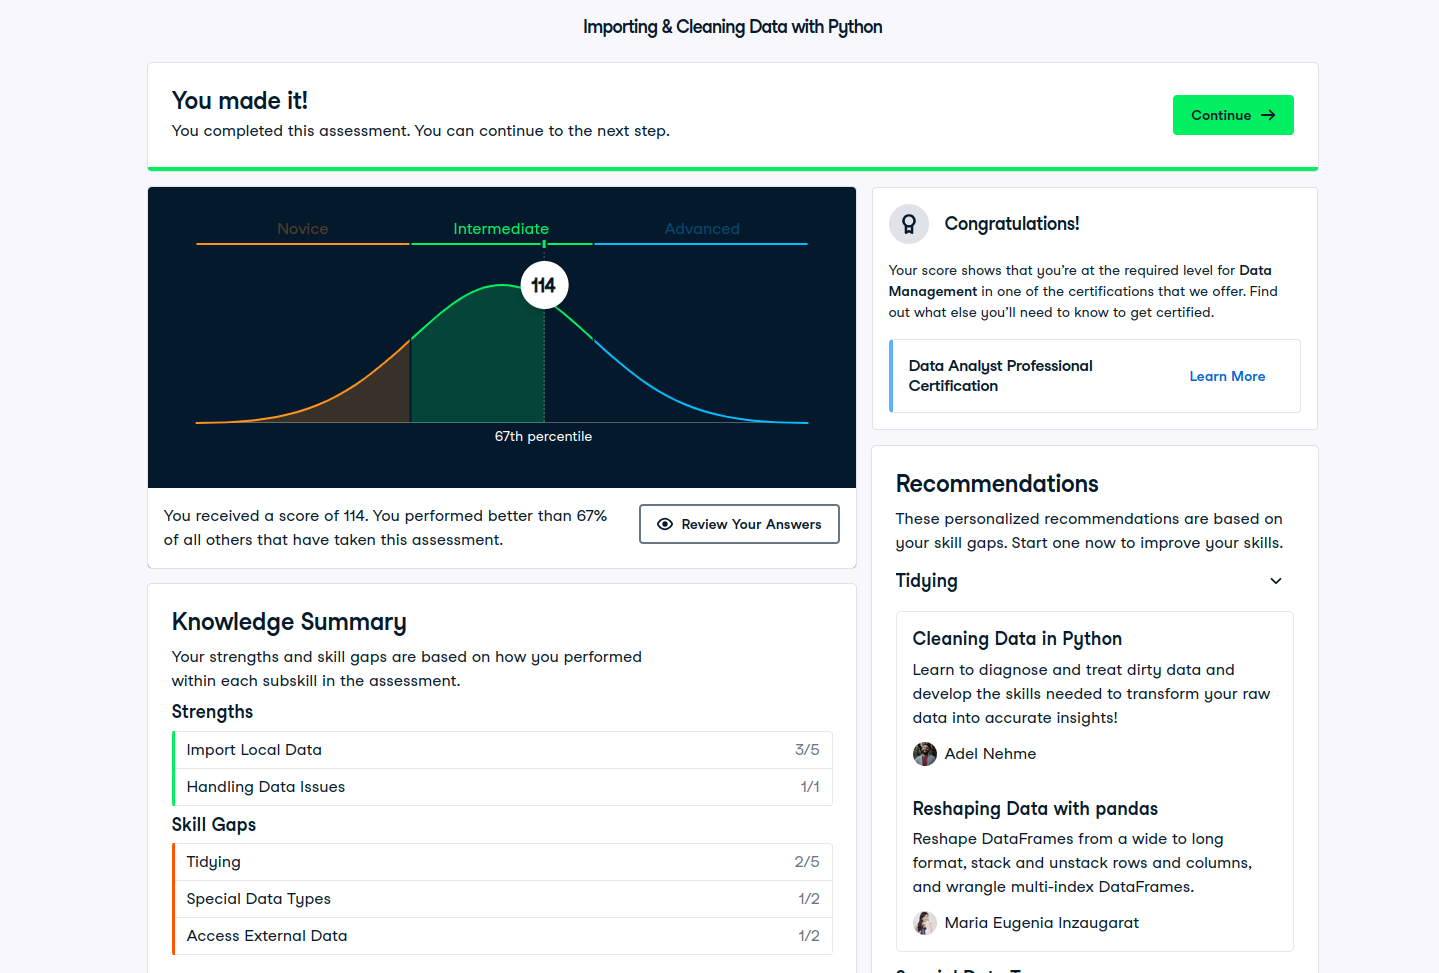 Importing & Cleaning Data with Python
You made it!
You completed this assessment. You can continue to the next step.
Continue
Novice
Intermediate
Advanced
114
67th percentile
You received a score of 114. You performed better than 67%
of all others that have taken this assessment.
Review Your Answers
Knowledge Summary
Your strengths and skill gaps are based on how you performed
within each subskill in the assessment.
Strengths
Import Local Data 3/5
Handling Data Issues 1/1
Skill Gaps
Tidying 2/5
Special Data Types 1/2
Access External Data 1/2
Congratulations!
Your score shows that you’re at the required level for Data
Management in one of the certifications that we offer. Find
out what else you’ll need to know to get certified.
Data Analyst Professional
Certification
Learn More
Recommendations
These personalized recommendations are based on
your skill gaps. Start one now to improve your skills.
Tidying
Cleaning Data in Python
Learn to diagnose and treat dirty data and
develop the skills needed to transform your raw
data into accurate insights!
Adel Nehme
Reshaping Data with pandas
Reshape DataFrames from a wide to long
format, stack and unstack rows and columns,
and wrangle multi-index DataFrames.
Maria Eugenia Inzaugarat